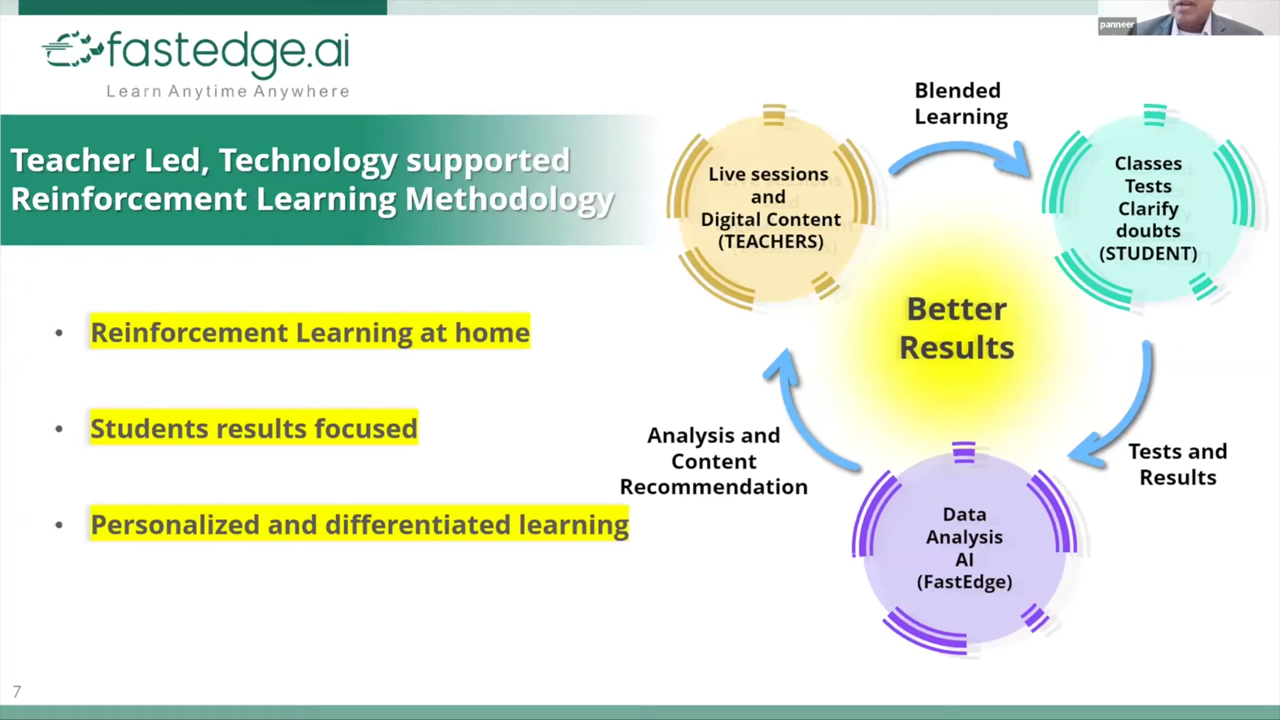 panneer
fastedge.ai
Learn Anytime Anywhere
Teacher Led, Technology supported
Reinforcement Learning Methodology
• Reinforcement Learning at home
• Students results focused
• Personalized and differentiated learning
Live sessions
and
Digital Content
(TEACHERS)
Blended
Learning
Classes
Tests
Clarify
doubts
(STUDENT)
Better
Results
Analysis and
Content
Recommendation
Tests and
Results
Data
Analysis
AI
(FastEdge)
7